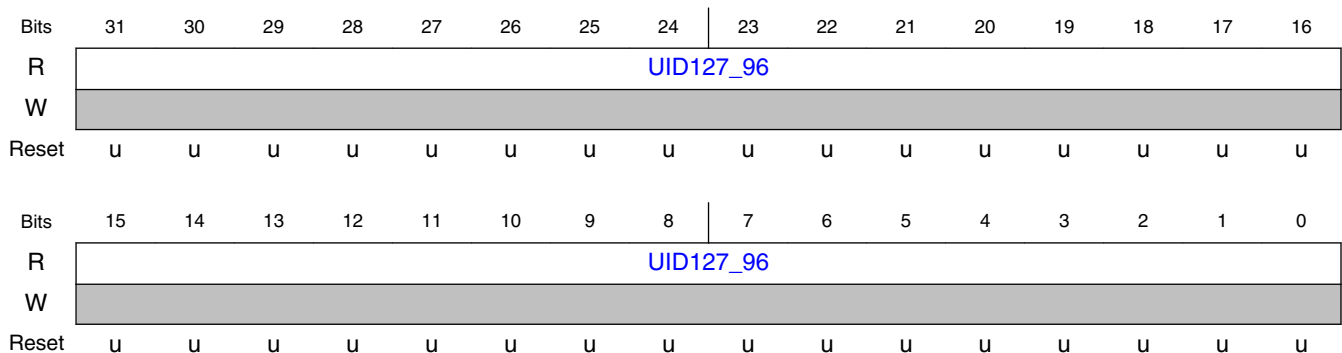 Bits 31 30 29 28 27 26 25 24 23 22 21 20 19 18 17 16
R UID127_96
W
Reset u u u u u u u u u u u u u u u u
Bits 15 14 13 12 11 10 9 8 7 6 5 4 3 2 1 0
R UID127_96
W
Reset u u u u u u u u u u u u u u u u